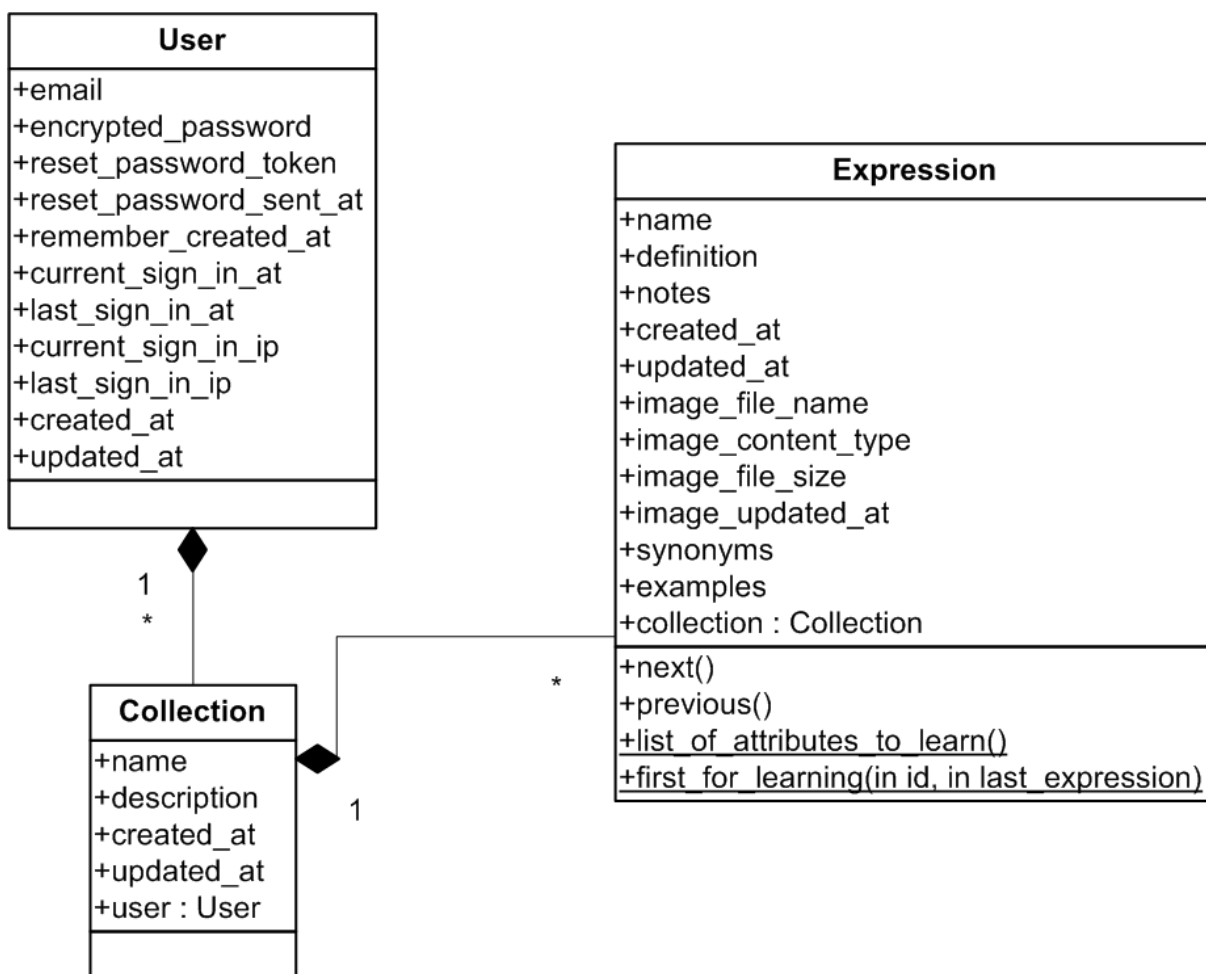 User
+email
+encrypted_password
+reset_password_token
+reset_password_sent_at
+remember_created_at
+current_sign_in_at
+last_sign_in_at
+current_sign_in_ip
+last_sign_in_ip
+created_at
+updated_at
1
*
Collection
+name
+description
+created_at
+updated_at
+user : User
1
*
Expression
+name
+definition
+notes
+created_at
+updated_at
+image_file_name
+image_content_type
+image_file_size
+image_updated_at
+synonyms
+examples
+collection : Collection
+next()
+previous()
+list_of_attributes_to_learn()
+first_for_learning(in id, in last_expression)